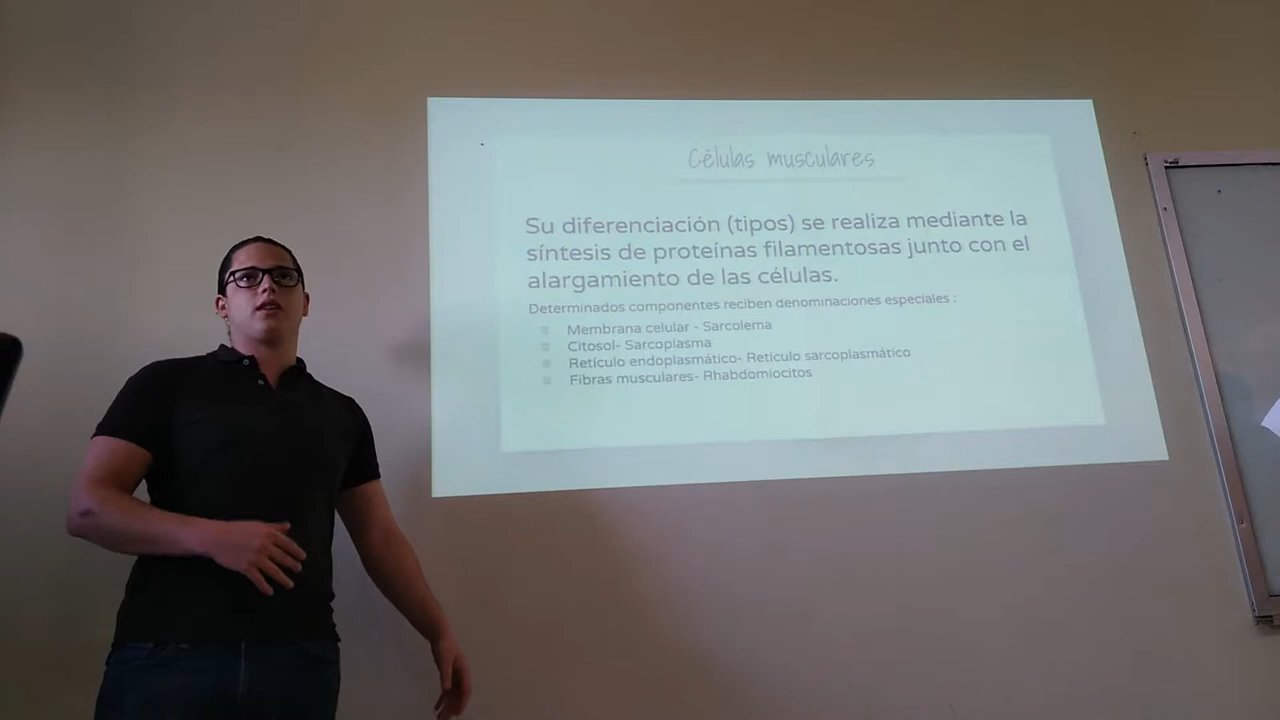 Células musculares
Su diferenciación (tipos) se realiza mediante la
síntesis de proteínas filamentosas junto con el
alargamiento de las células.
Determinados componentes reciben denominaciones especiales :
Membrana celular - Sarcolema
Citosol- Sarcoplasma
Retículo endoplasmático- Retículo sarcoplasmático
Fibras musculares- Rhabdomiocitos